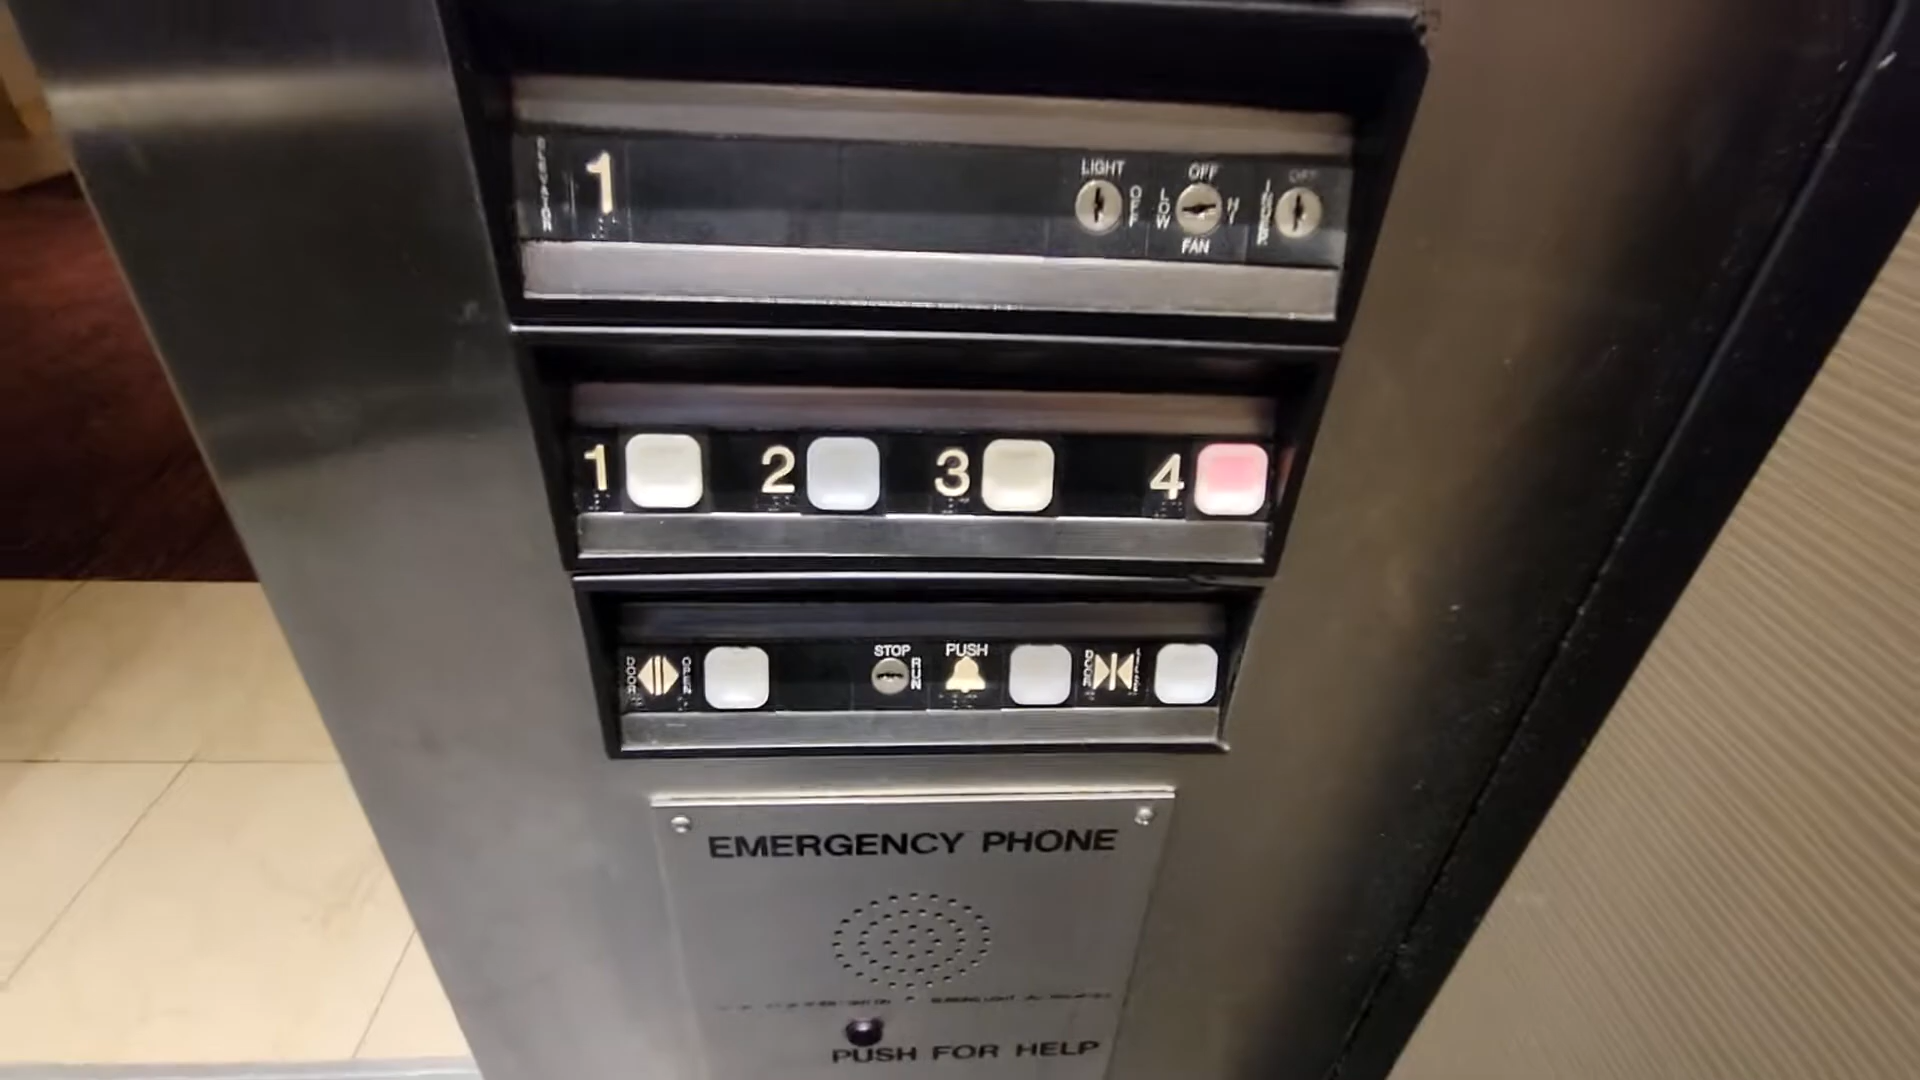 1
LIGHT
OFF
OFF
LOW
HI
FAN
OFF
1 2 3 4
DOOR
OPEN
STOP
RUN
PUSH
DOOR
EMERGENCY PHONE
PUSH FOR HELP